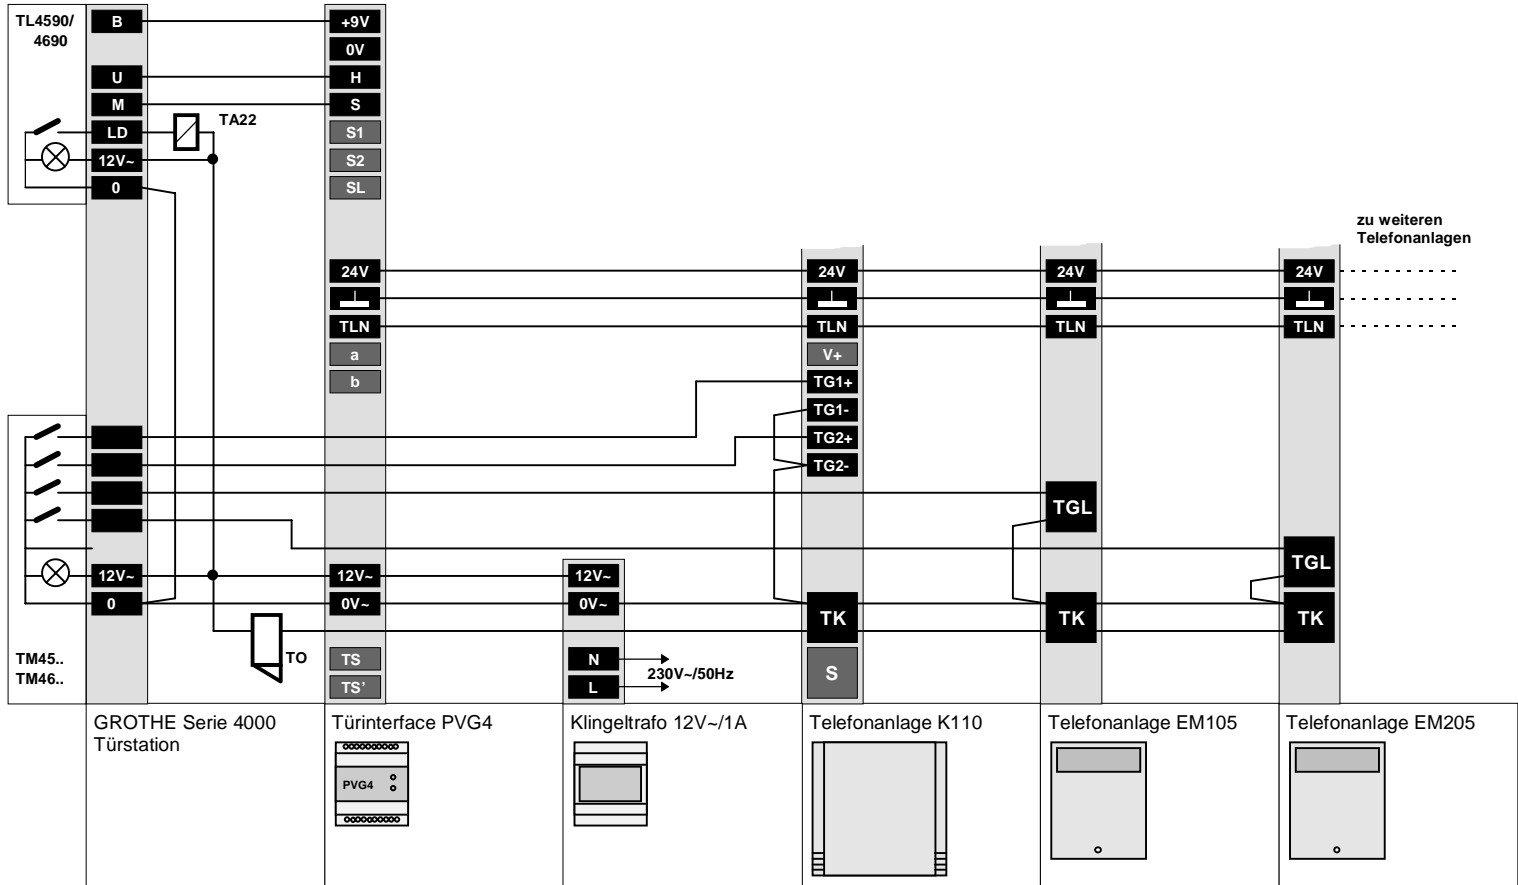 TL4590/
4690
B
U
M
LD
12V~
0
TA22
+9V
0V
H
S
S1
S2
SL
24V
TLN
a
b
24V
TLN
V+
TG1+
TG1-
TG2+
TG2-
24V
TLN
24V
TLN
zu weiteren
Telefonanlagen
TGL
TGL
12V~
0
12V~
0V~
12V~
0V~
TK
TK
TK
TO
TS
TS'
N
L
230V~/50Hz
S
TM45..
TM46..
GROTHE Serie 4000
Türstation
Türinterface PVG4
PVG4
Klingeltrafo 12V~/1A
Telefonanlage K110
Telefonanlage EM105
Telefonanlage EM205